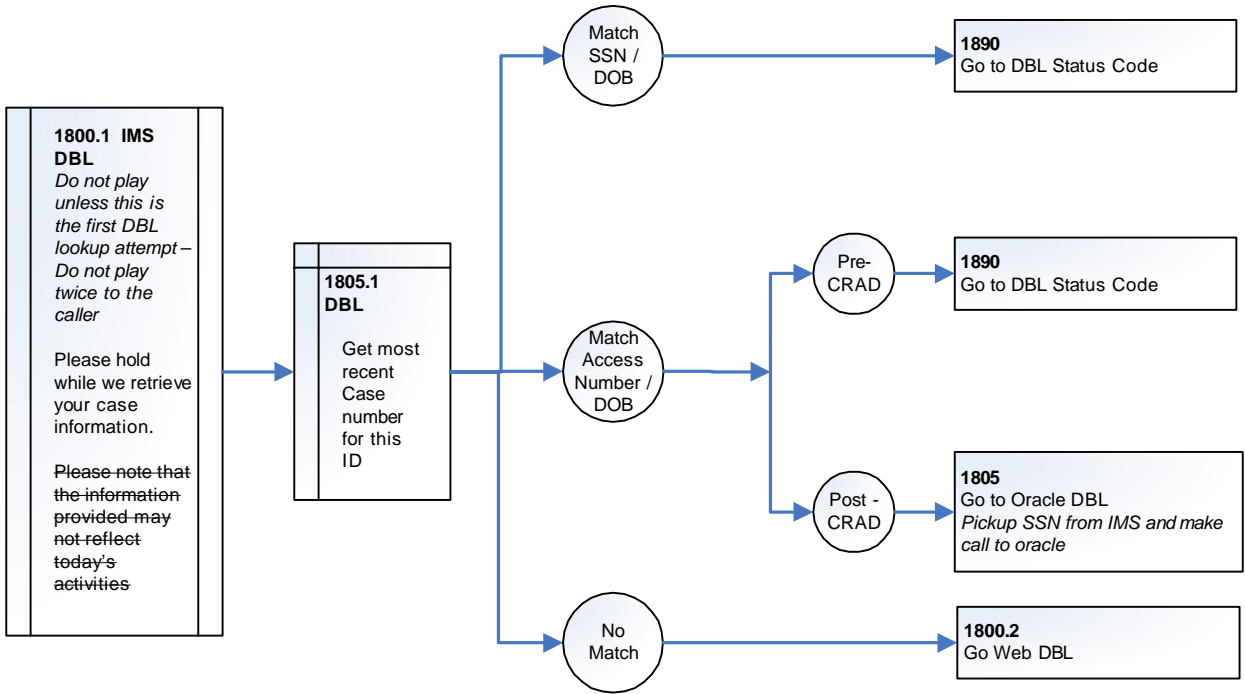 1800.1 IMS
DBL
Do not play
unless this is
the first DBL
lookup attempt –
Do not play
twice to the
caller
Please hold
while we retrieve
your case
information.
Please note that
the information
provided may
not reflect
today's
activities
1805.1
DBL
Get most
recent
Case
number
for this
ID
Match
SSN /
DOB
1890
Go to DBL Status Code
Match
Access
Number /
DOB
Pre-
CRAD
1890
Go to DBL Status Code
Post -
CRAD
1805
Go to Oracle DBL
Pickup SSN from IMS and make
call to oracle
No
Match
1800.2
Go Web DBL